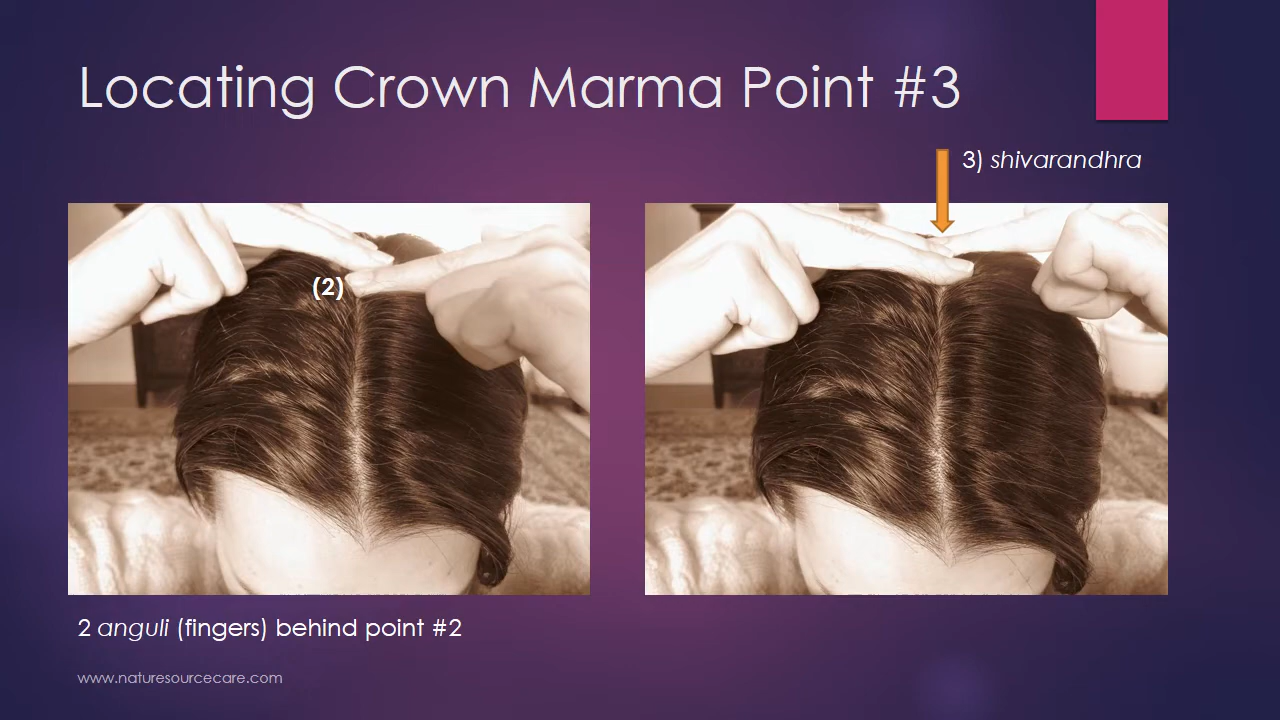 Locating Crown Marma Point #3
3) shivarandhra
(2)
2 anguli (fingers) behind point #2
www.naturesourcecare.com